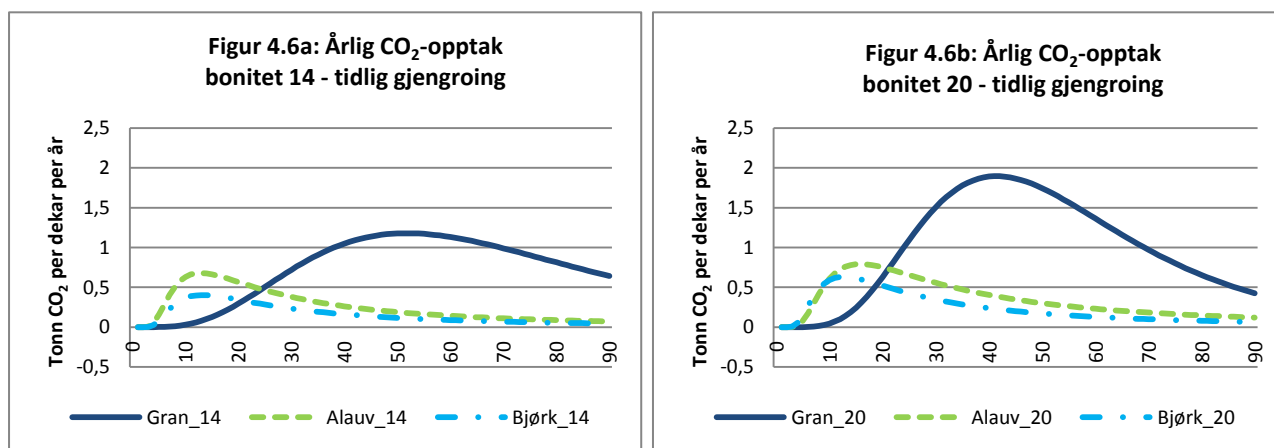 Figur 4.6a: Årlig CO₂-opptak
bonitet 14 - tidlig gjengroing
Tonn CO₂ per dekar per år
2,5
2
1,5
1
0,5
0
-0,5
0 10 20 30 40 50 60 70 80 90
Gran_14 Alauv_14 Bjørk_14
Figur 4.6b: Årlig CO₂-opptak
bonitet 20 - tidlig gjengroing
Tonn CO₂ per dekar per år
2,5
2
1,5
1
0,5
0
-0,5
0 10 20 30 40 50 60 70 80 90
Gran_20 Alauv_20 Bjørk_20